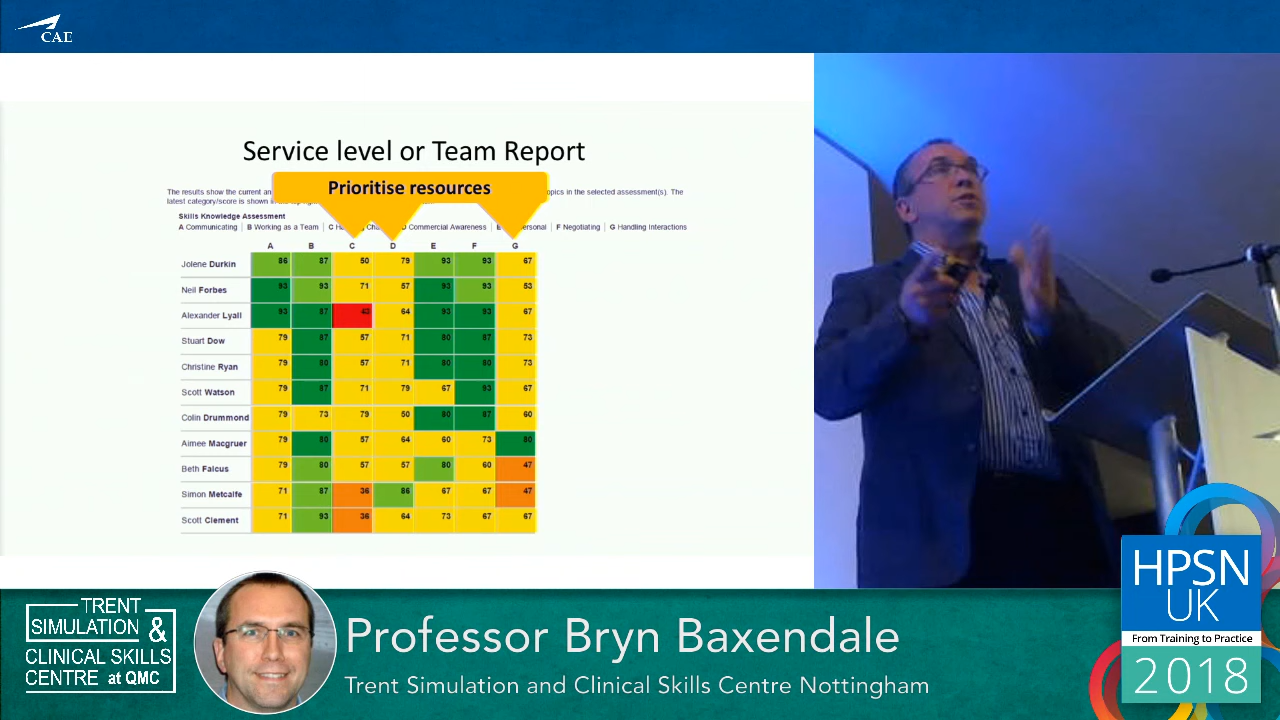 CAE
Service level or Team Report
Prioritise resources
The results show the current an opics in the selected assessment(s). The
latest category/score is shown in
Skills Knowledge Assessment
A Communicating | B Working as a Team | C H Cha D Commercial Awareness | E personal | F Negotiating | G Handling Interactions
A B C D E F G
Jolene Durkin 86 87 50 79 93 93 67
Neil Forbes 93 93 71 57 93 93 53
Alexander Lyall 93 87 43 64 93 93 67
Stuart Dow 79 87 57 71 80 87 73
Christine Ryan 79 80 57 71 80 80 73
Scott Watson 79 87 71 79 67 93 67
Colin Drummond 79 73 79 50 80 87 60
Aimee Macgruer 79 80 57 64 60 73 80
Beth Falcus 79 80 57 57 80 60 47
Simon Metcalfe 71 87 36 86 67 67 47
Scott Clement 71 93 36 64 73 67 67
TRENT
SIMULATION &
CLINICAL SKILLS
CENTRE at QMC
Professor Bryn Baxendale
Trent Simulation and Clinical Skills Centre Nottingham
HPSN
UK
From Training to Practice
2018